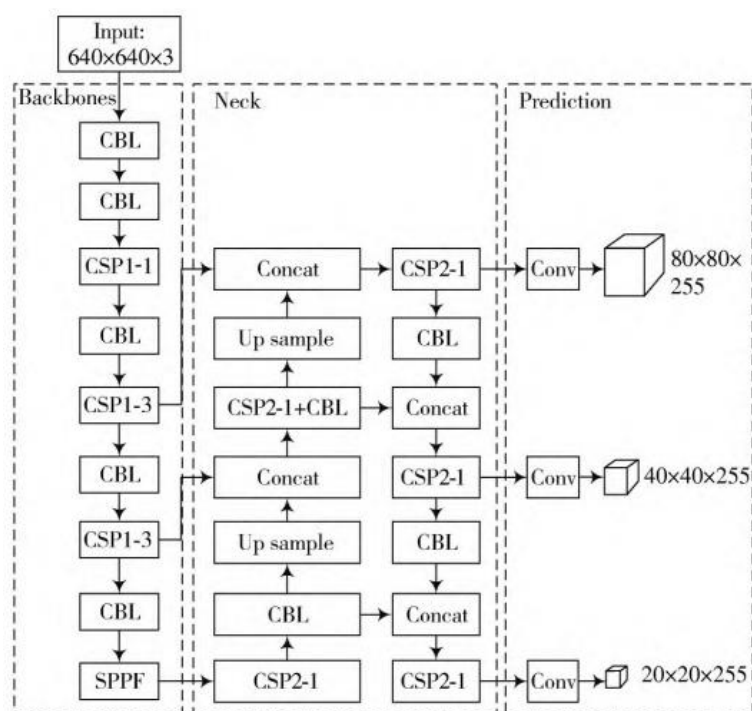 Input:
640×640×3
Backbones
CBL
CBL
CSP1-1
CBL
CSP1-3
CBL
CSP1-3
CBL
SPPF
Neck
Concat
Up sample
CSP2-1+CBL
Concat
Up sample
CBL
CSP2-1
CSP2-1
CBL
Concat
CSP2-1
CBL
Concat
CSP2-1
Prediction
Conv
80×80×
255
Conv
40×40×255
Conv
20×20×255